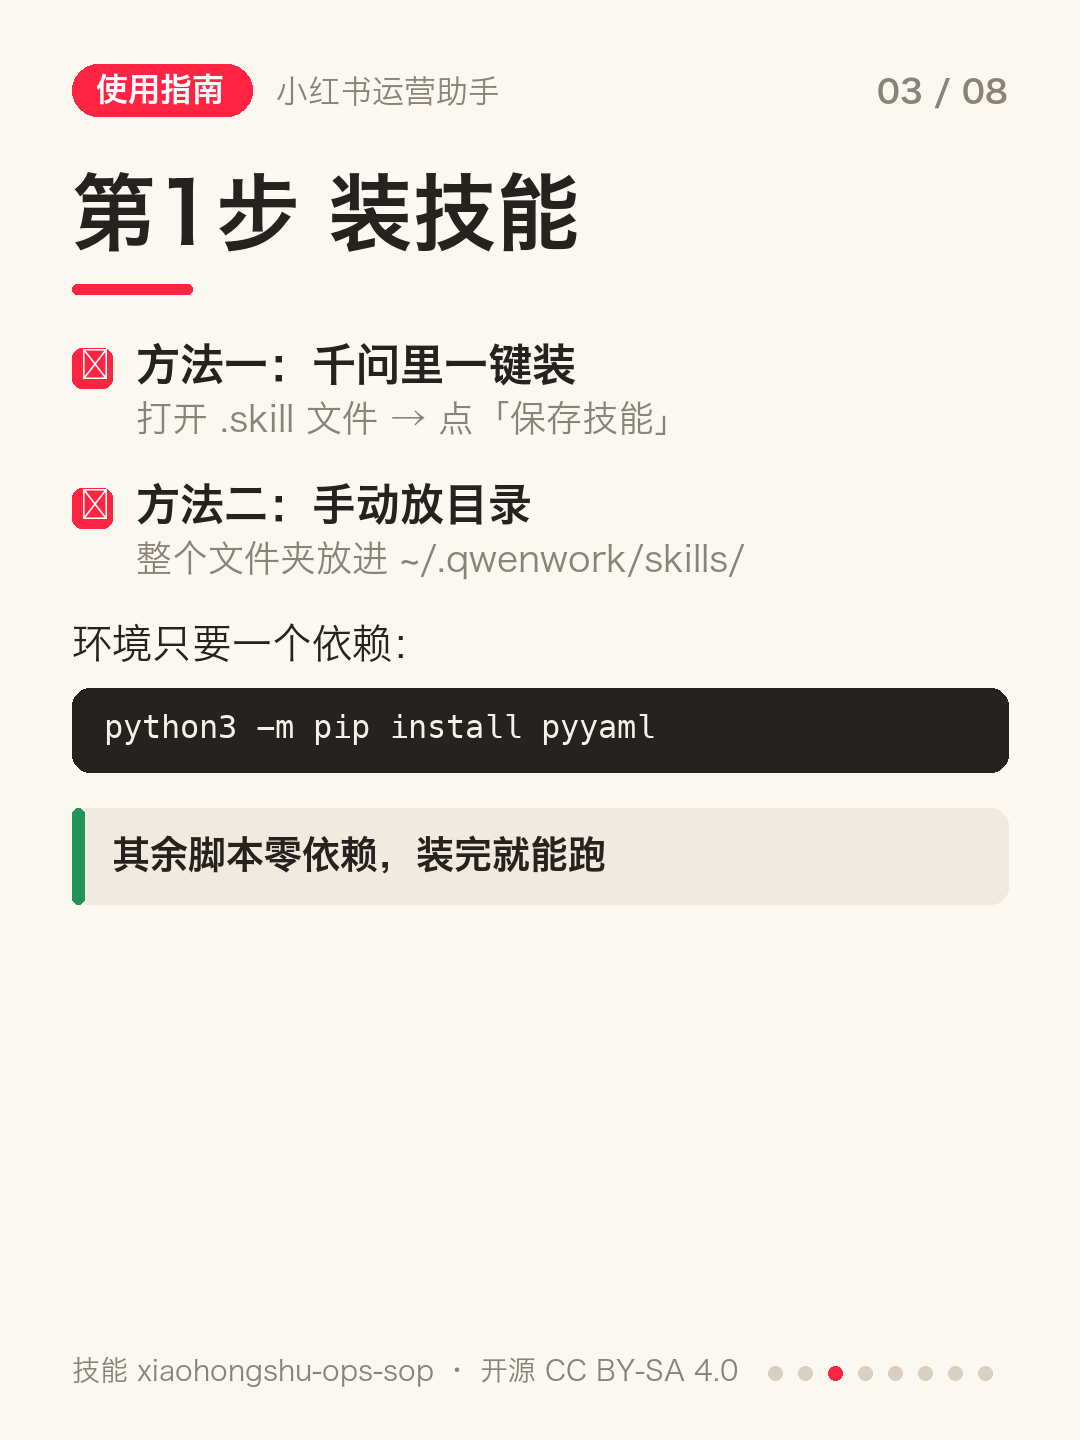 使用指南 小红书运营助手 03 / 08
第1步 装技能
方法一：千问里一键装
打开 .skill 文件 → 点「保存技能」
方法二：手动放目录
整个文件夹放进 ~/.qwenwork/skills/
环境只要一个依赖：
python3 -m pip install pyyaml
其余脚本零依赖，装完就能跑
技能 xiaohongshu-ops-sop · 开源 CC BY-SA 4.0